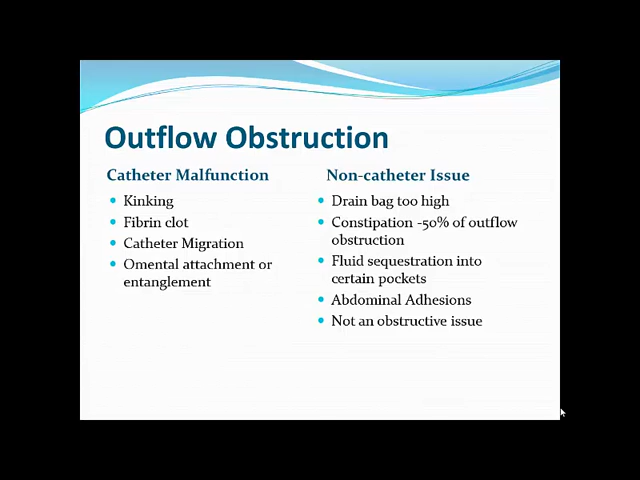 Outflow Obstruction
Catheter Malfunction
Kinking
Fibrin clot
Catheter Migration
Omental attachment or
entanglement
Non-catheter Issue
Drain bag too high
Constipation -50% of outflow
obstruction
Fluid sequestration into
certain pockets
Abdominal Adhesions
Not an obstructive issue